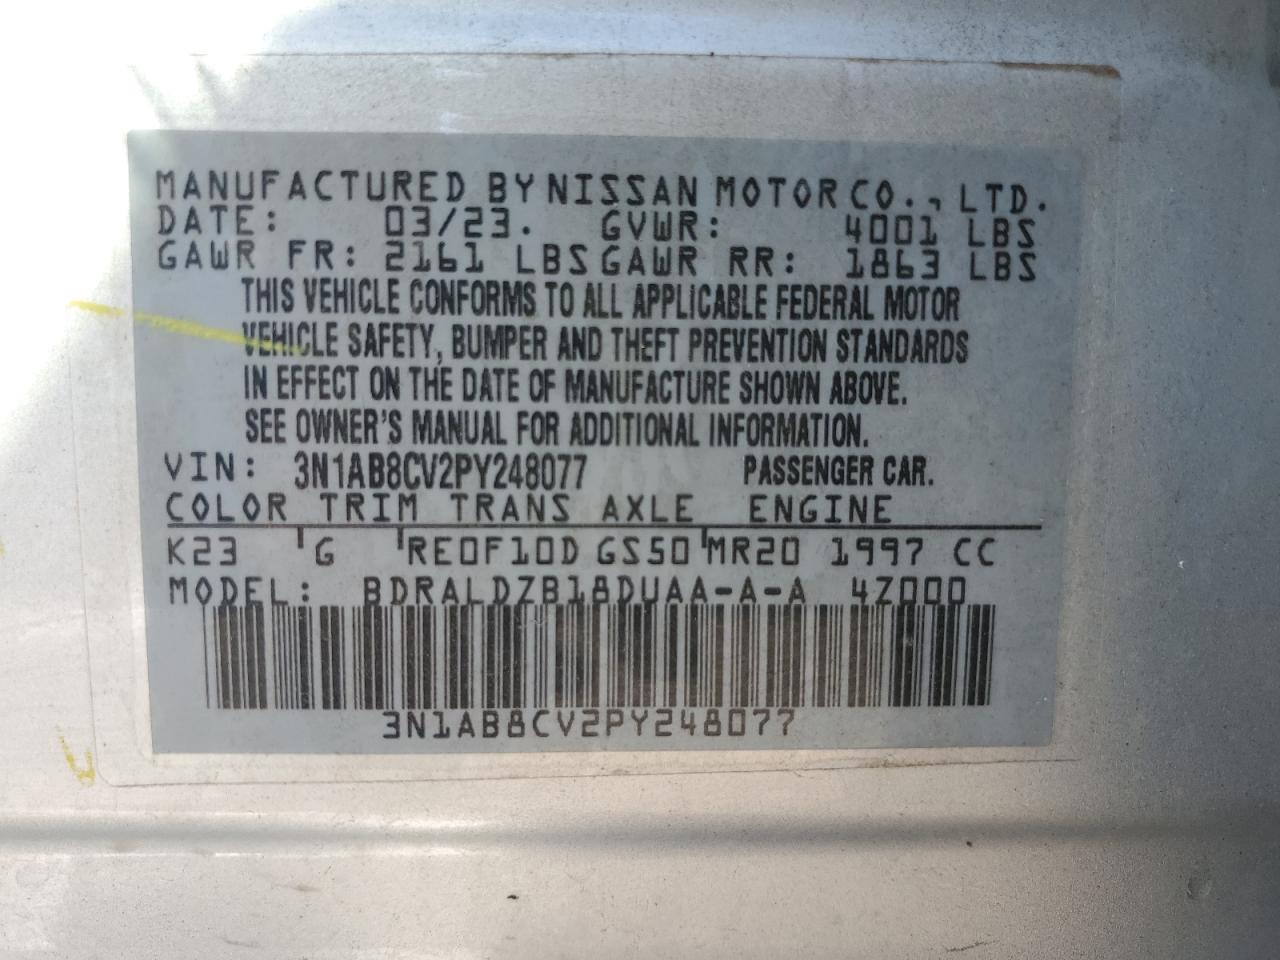 MANUFACTURED BY NISSAN MOTOR CO., LTD.
DATE: 03/23. GVWR: 4001 LBS
GAWR FR: 2161 LBS GAWR RR: 1863 LBS
THIS VEHICLE CONFORMS TO ALL APPLICABLE FEDERAL MOTOR
VEHICLE SAFETY, BUMPER AND THEFT PREVENTION STANDARDS
IN EFFECT ON THE DATE OF MANUFACTURE SHOWN ABOVE.
SEE OWNER'S MANUAL FOR ADDITIONAL INFORMATION.
VIN: 3N1AB8CV2PY248077 PASSENGER CAR.
COLOR TRIM TRANS AXLE ENGINE
K23 G RE0F10D GS50 MR20 1997 CC
MODEL: BDRALDZB18DUAA-A-A 4Z000
3N1AB8CV2PY248077